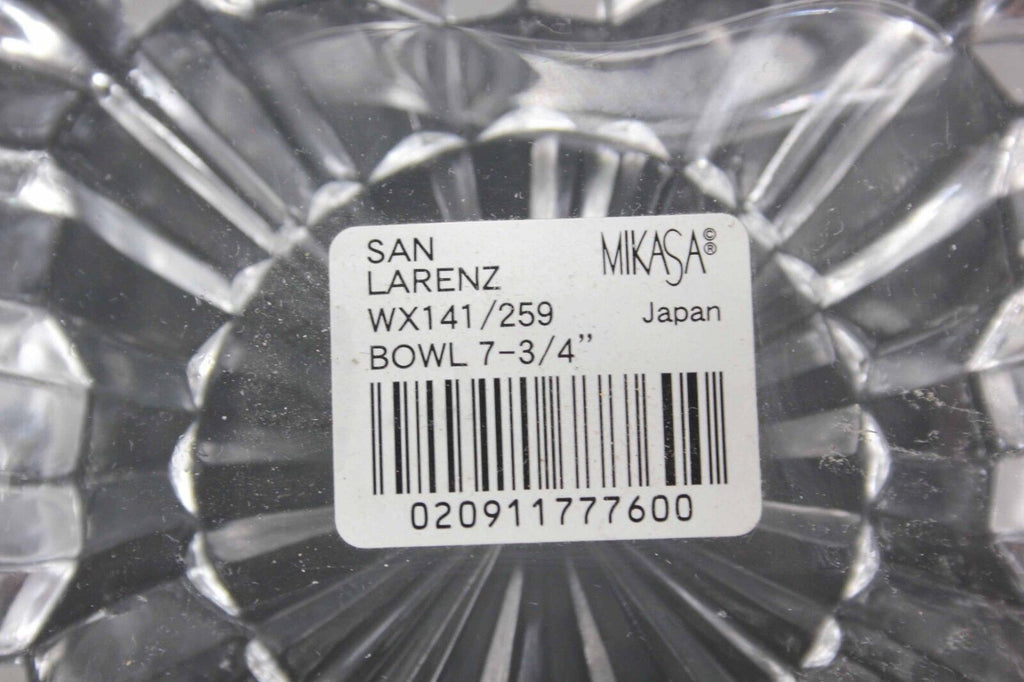 SAN
LARENZ
MIKASA©®
WX141/259
Japan
BOWL 7-3/4”
020911777600